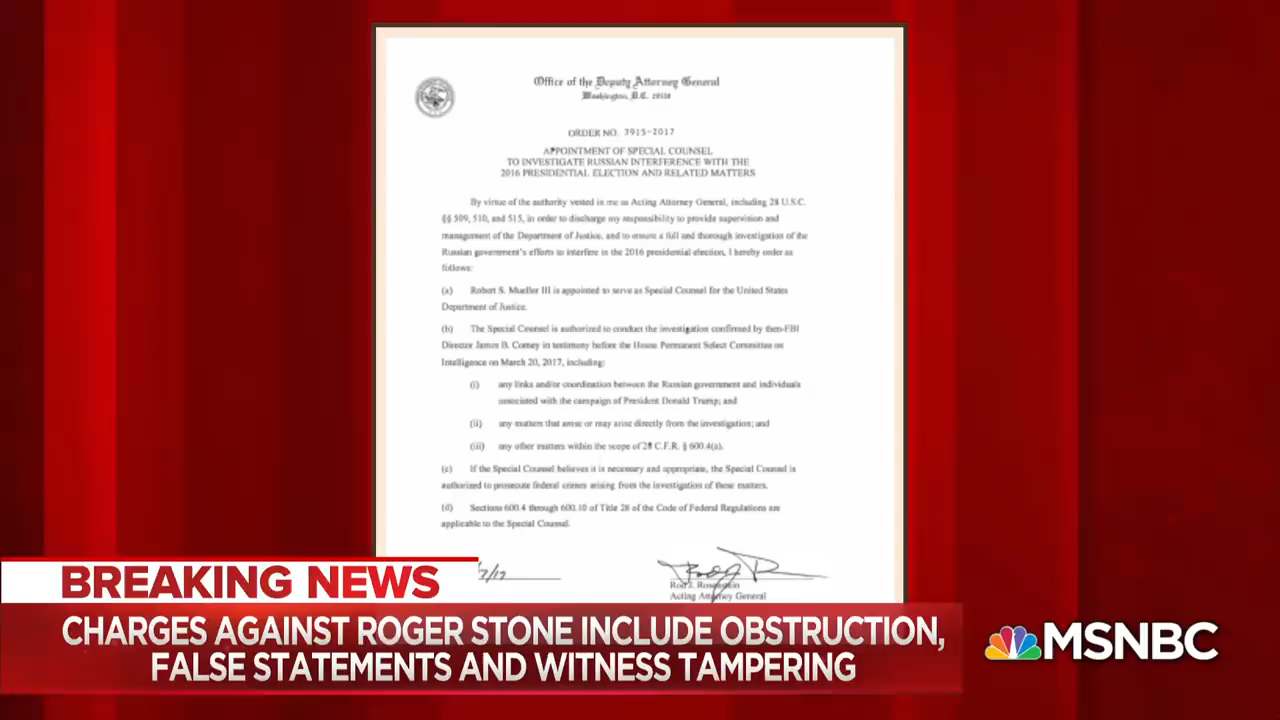 Office of the Deputy Attorney General
Washington, D.C. 20530
ORDER NO. 3915-2017
APPOINTMENT OF SPECIAL COUNSEL
TO INVESTIGATE RUSSIAN INTERFERENCE WITH THE
2016 PRESIDENTIAL ELECTION AND RELATED MATTERS
By virtue of the authority vested in me as Acting Attorney General, including 28 U.S.C.
§§ 509, 510, and 515, in order to discharge my responsibility to provide supervision and
management of the Department of Justice, and to ensure a full and thorough investigation of the
Russian government's efforts to interfere in the 2016 presidential election, I hereby order as
follows:
(a) Robert S. Mueller III is appointed to serve as Special Counsel for the United States
Department of Justice.
(b) The Special Counsel is authorized to conduct the investigation confirmed by then-FBI
Director James B. Comey in testimony before the House Permanent Select Committee on
Intelligence on March 20, 2017, including:
(i) any links and/or coordination between the Russian government and individuals
associated with the campaign of President Donald Trump; and
(ii) any matters that arose or may arise directly from the investigation; and
(iii) any other matters within the scope of 28 C.F.R. § 600.4(a).
(c) If the Special Counsel believes it is necessary and appropriate, the Special Counsel is
authorized to prosecute federal crimes arising from the investigation of these matters.
(d) Sections 600.4 through 600.10 of Title 28 of the Code of Federal Regulations are
applicable to the Special Counsel.
/17
Rod J. Rosenstein
Acting Attorney General
BREAKING NEWS
CHARGES AGAINST ROGER STONE INCLUDE OBSTRUCTION,
FALSE STATEMENTS AND WITNESS TAMPERING
MSNBC